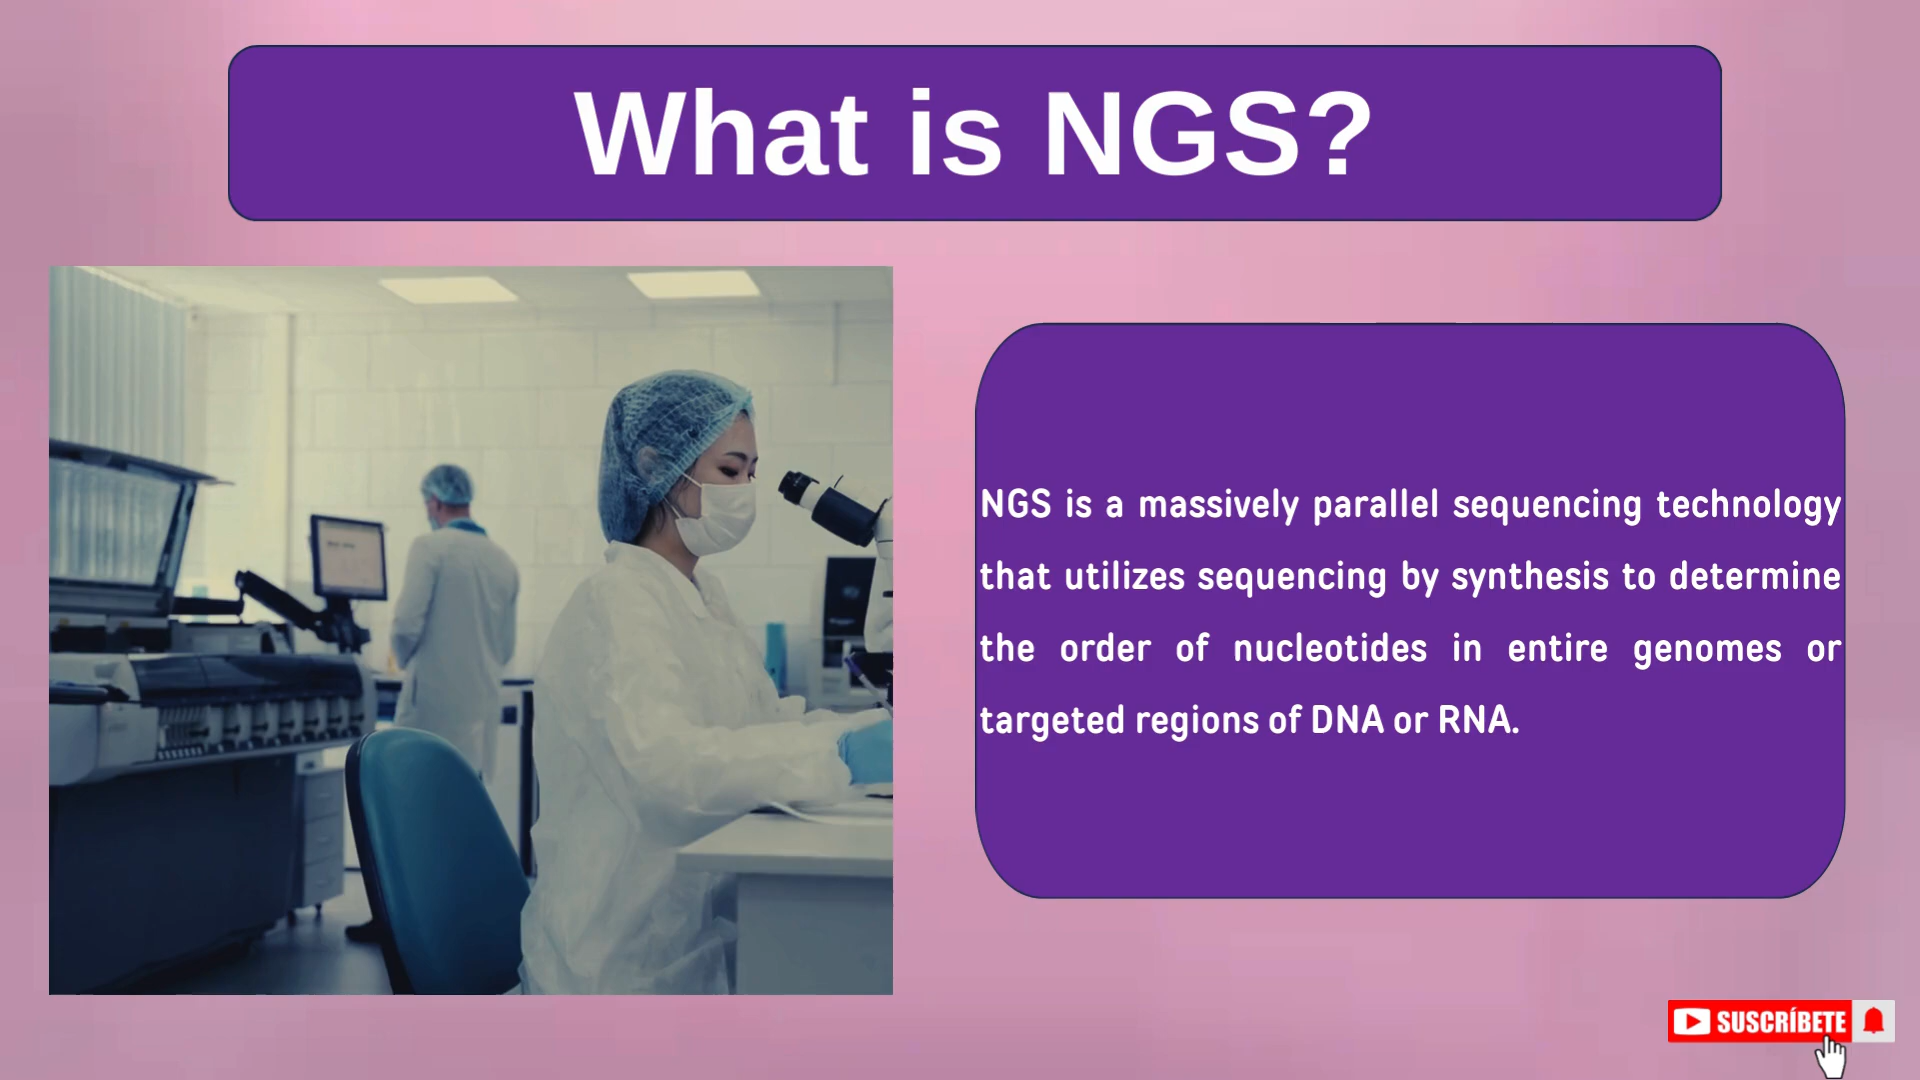 What is NGS?
NGS is a massively parallel sequencing technology
that utilizes sequencing by synthesis to determine
the order of nucleotides in entire genomes or
targeted regions of DNA or RNA.
SUSCRÍBETE